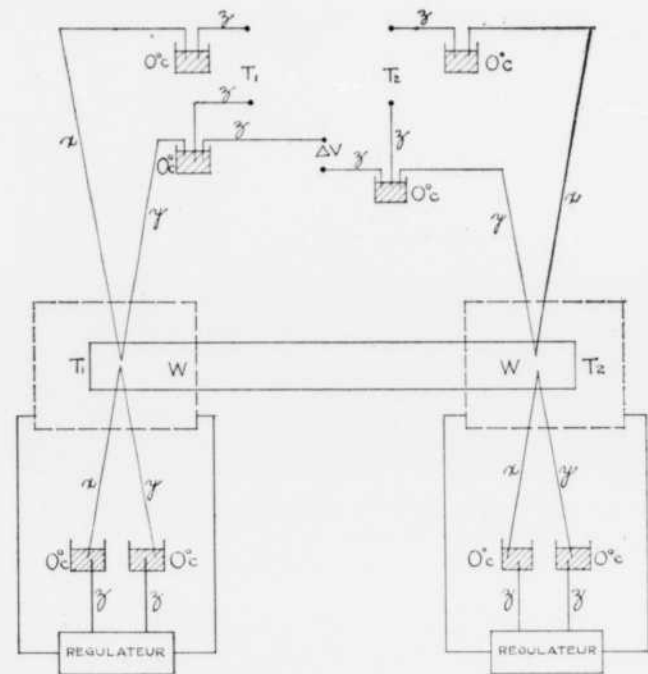 z z
0°c T1 T2 0°c
z
z ΔV z
0°c z 0°c
x y y x
T1 W W T2
x y x y
0°c 0°c 0°c 0°c
z z z z
REGULATEUR REGULATEUR